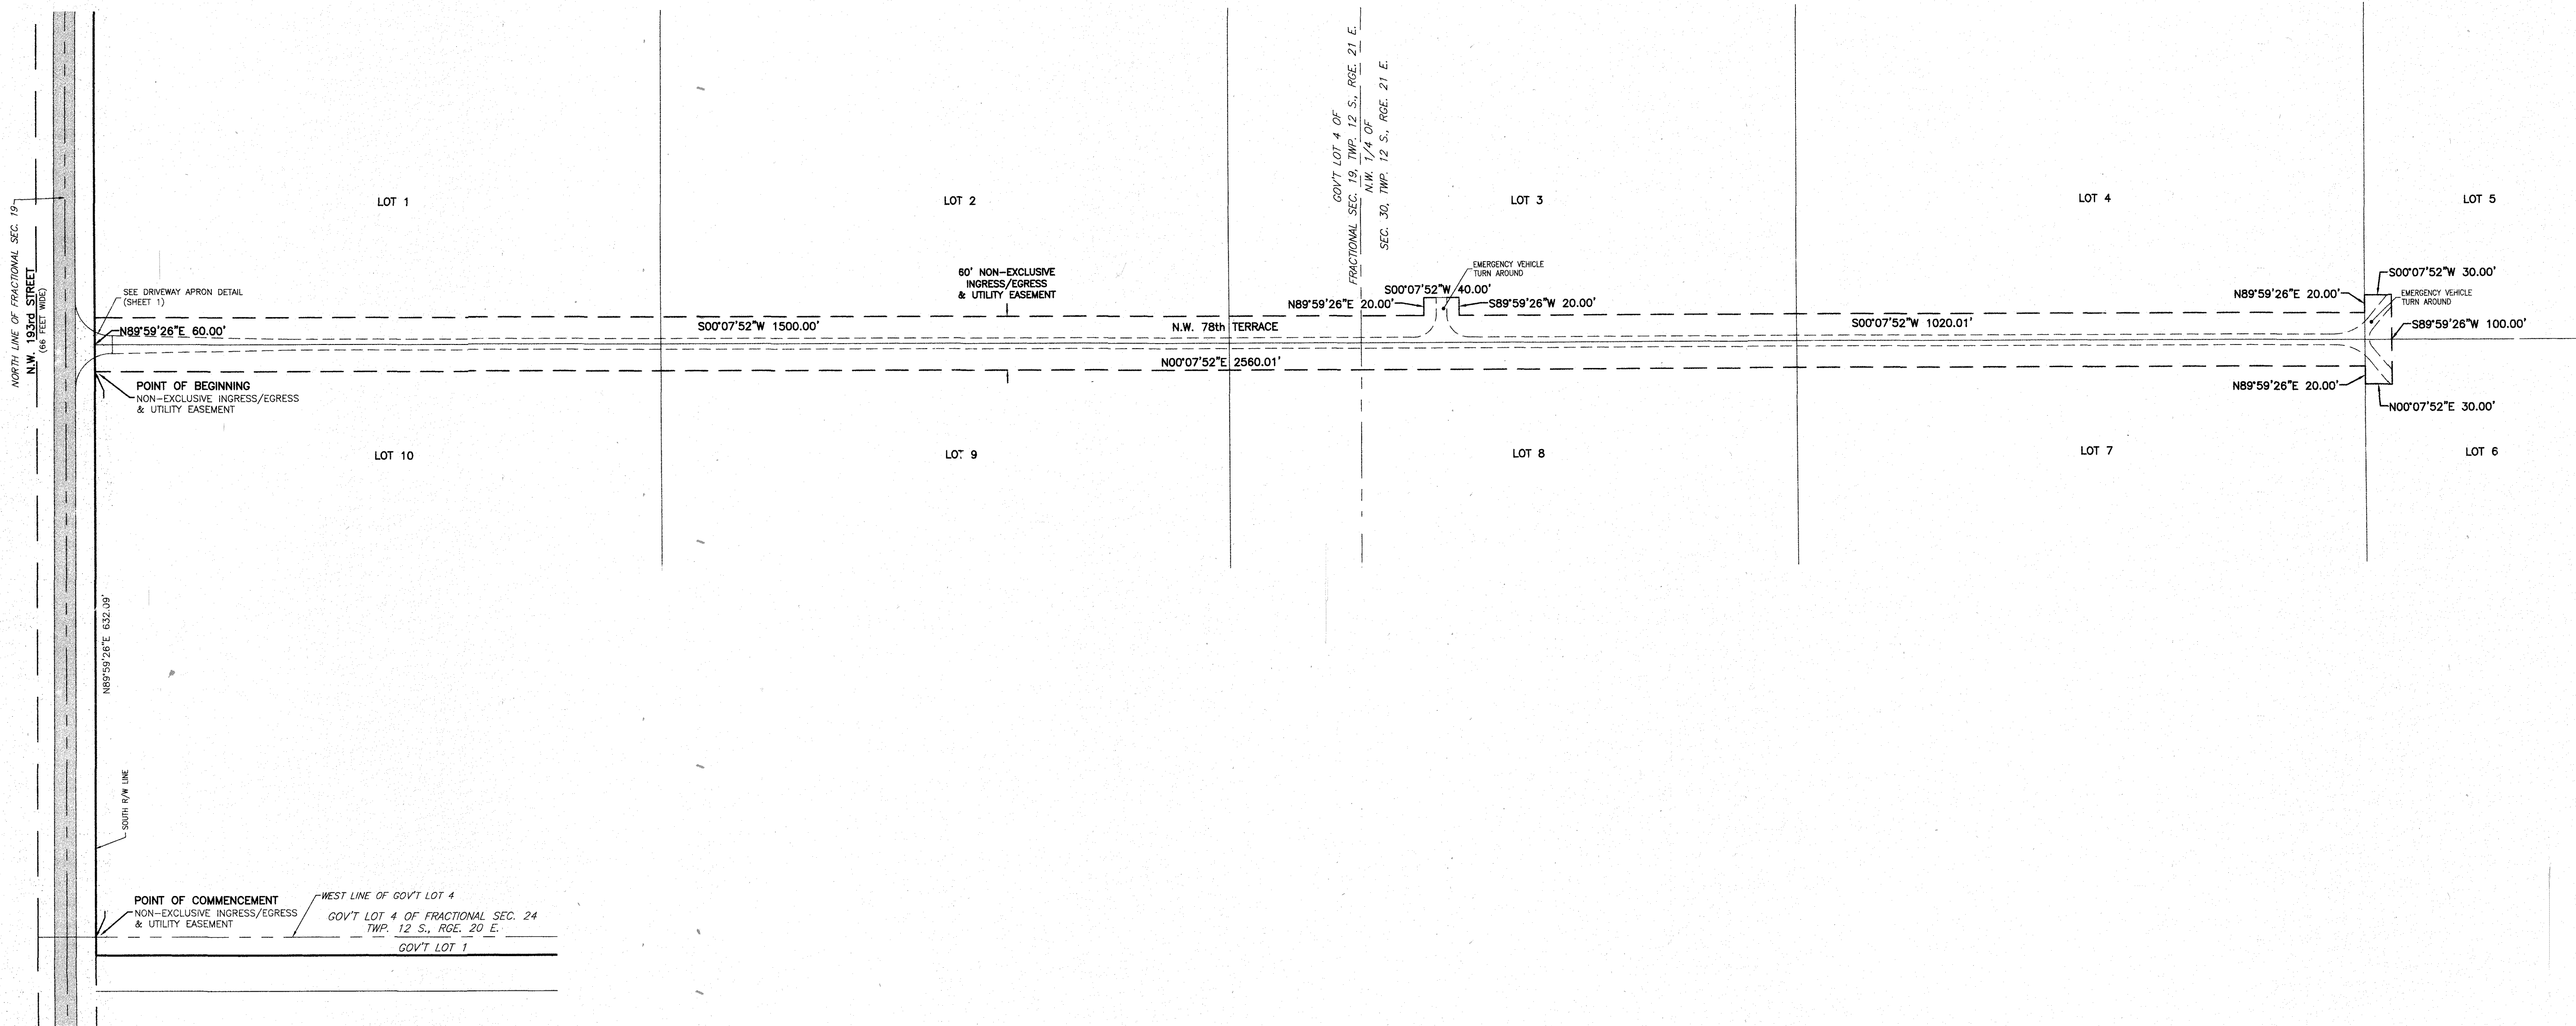 NORTH LINE OF FRACTIONAL SEC. 19
N.W. 193rd STREET
(66 FEET WIDE)
LOT 1
LOT 2
LOT 3
LOT 4
LOT 5
GOV'T LOT 4 OF
FRACTIONAL SEC. 19, TWP. 12 S., RGE. 21 E.
N.W. 1/4 OF
SEC. 30, TWP. 12 S., RGE. 21 E.
SEE DRIVEWAY APRON DETAIL
(SHEET 1)
N89°59'26"E 60.00'
60' NON-EXCLUSIVE
INGRESS/EGRESS
& UTILITY EASEMENT
S00°07'52"W 1500.00'
N.W. 78th TERRACE
N00°07'52"E 2560.01'
EMERGENCY VEHICLE
TURN AROUND
S00°07'52"W 40.00'
N89°59'26"E 20.00'
S89°59'26"W 20.00'
S00°07'52"W 1020.01'
S00°07'52"W 30.00'
N89°59'26"E 20.00'
EMERGENCY VEHICLE
TURN AROUND
S89°59'26"W 100.00'
N89°59'26"E 20.00'
N00°07'52"E 30.00'
POINT OF BEGINNING
NON-EXCLUSIVE INGRESS/EGRESS
& UTILITY EASEMENT
LOT 10
LOT 9
LOT 8
LOT 7
LOT 6
N89°59'26"E 632.09'
SOUTH R/W LINE
POINT OF COMMENCEMENT
NON-EXCLUSIVE INGRESS/EGRESS
& UTILITY EASEMENT
WEST LINE OF GOV'T LOT 4
GOV'T LOT 4 OF FRACTIONAL SEC. 24
TWP. 12 S., RGE. 20 E.
GOV'T LOT 1